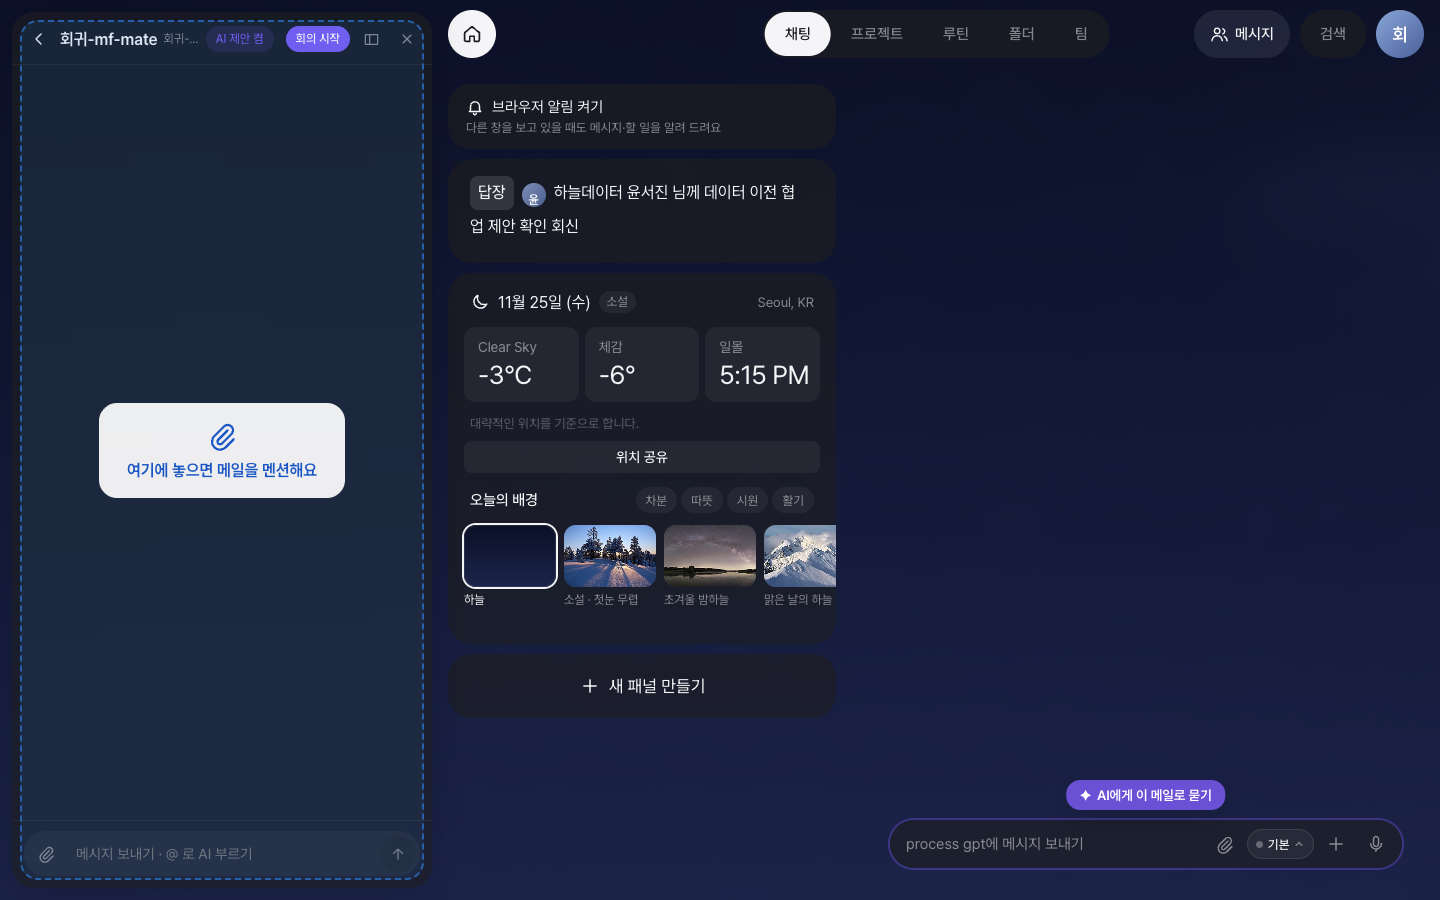 회귀-mf-mate 회귀-... AI 제안 컴 회의 시작
여기에 놓으면 메일을 멘션해요
메시지 보내기 · @ 로 AI 부르기
채팅 프로젝트 루틴 폴더 팀
메시지 검색 회
브라우저 알림 켜기
다른 창을 보고 있을 때도 메시지·할 일을 알려 드려요
답장 윤 하늘데이터 윤서진 님께 데이터 이전 협
업 제안 확인 회신
11월 25일 (수) 소설 Seoul, KR
Clear Sky 체감 일몰
-3°C -6° 5:15 PM
대략적인 위치를 기준으로 합니다.
위치 공유
오늘의 배경 차분 따뜻 시원 활기
하늘 소설 · 첫눈 무렵 초겨울 밤하늘 맑은 날의 하늘
새 패널 만들기
AI에게 이 메일로 묻기
process gpt에 메시지 보내기 기본